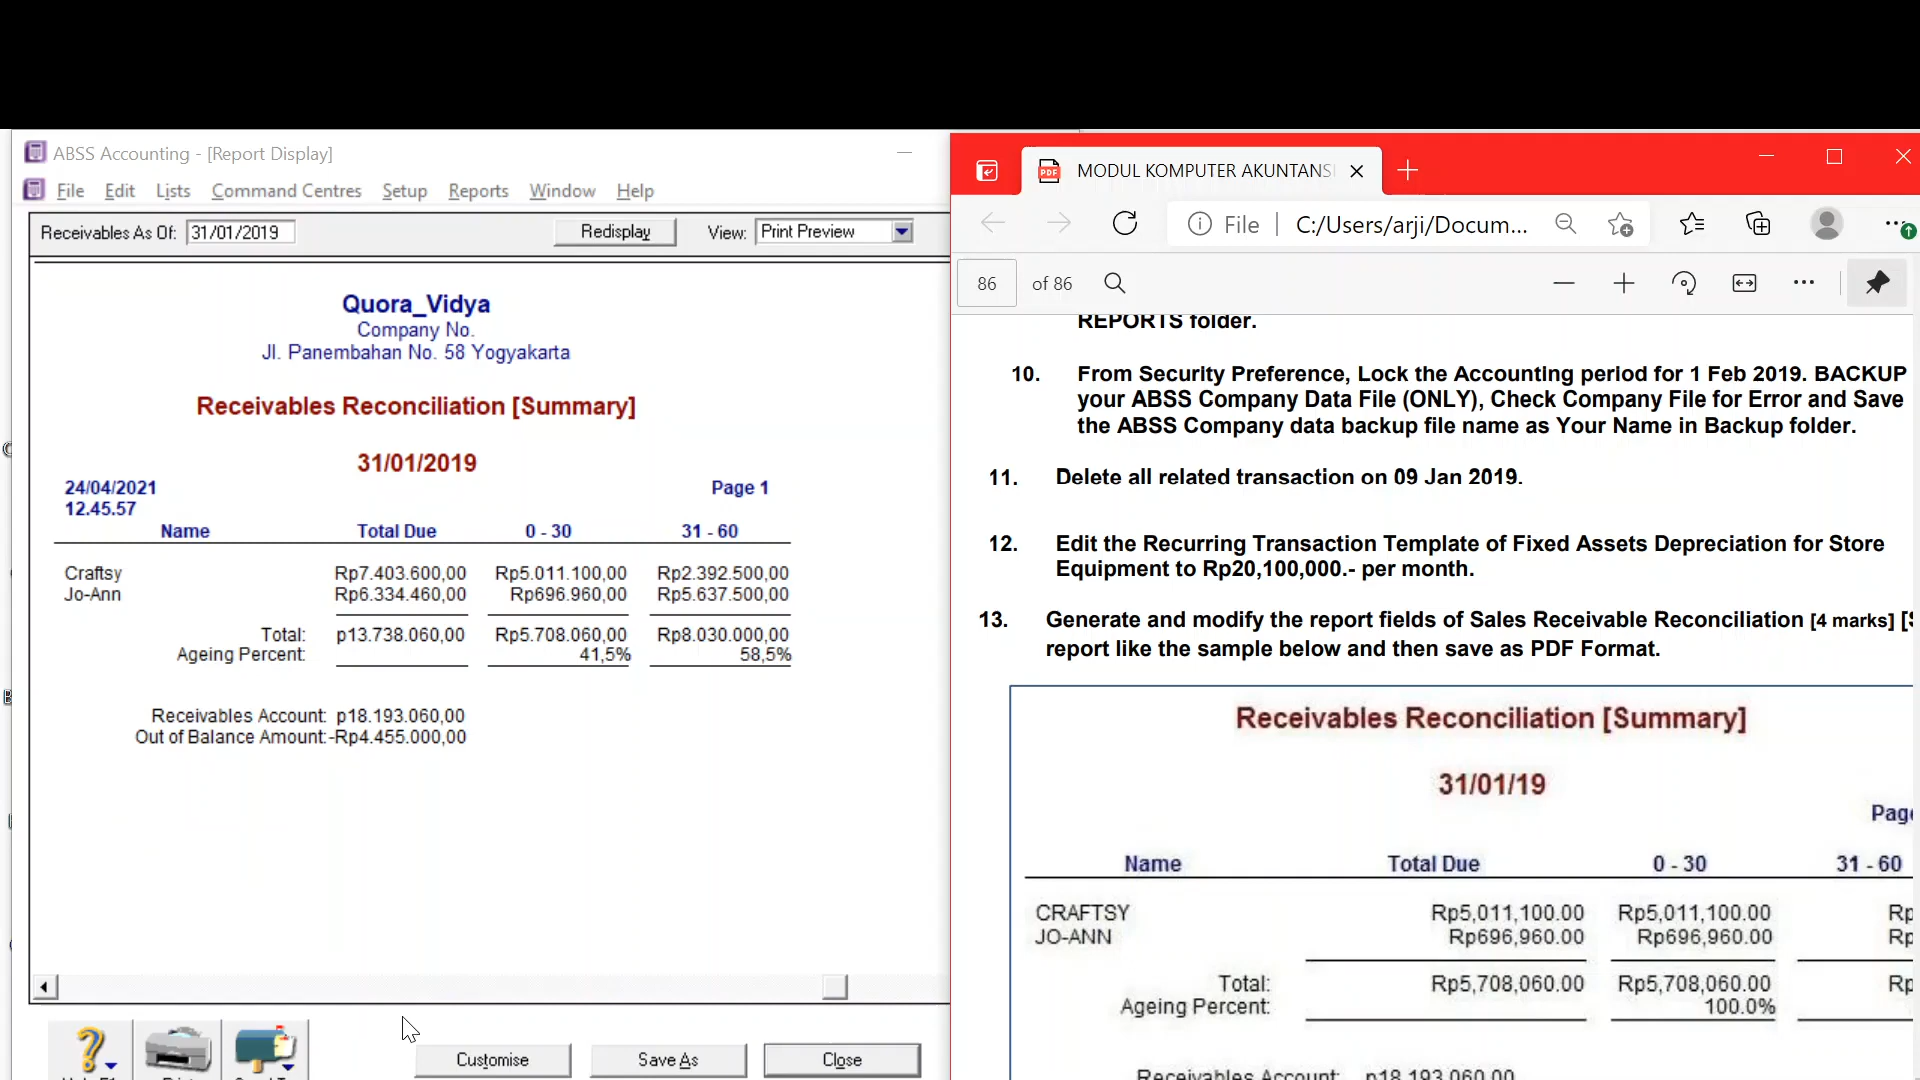 ABSS Accounting - [Report Display]
File Edit Lists Command Centres Setup Reports Window Help
Receivables As Of: 31/01/2019 Redisplay View: Print Preview
Quora_Vidya
Company No.
Jl. Panembahan No. 58 Yogyakarta
Receivables Reconciliation [Summary]
31/01/2019
24/04/2021 Page 1
12.45.57
Name Total Due 0 - 30 31 - 60
Craftsy Rp7.403.600,00 Rp5.011.100,00 Rp2.392.500,00
Jo-Ann Rp6.334.460,00 Rp696.960,00 Rp5.637.500,00
Total: p13.738.060,00 Rp5.708.060,00 Rp8.030.000,00
Ageing Percent: 41,5% 58,5%
Receivables Account: p18.193.060,00
Out of Balance Amount:-Rp4.455.000,00
Customise Save As Close
MODUL KOMPUTER AKUNTANS
File C:/Users/arji/Docum...
86 of 86
REPORTS folder.
10. From Security Preference, Lock the Accounting period for 1 Feb 2019. BACKUP
your ABSS Company Data File (ONLY), Check Company File for Error and Save
the ABSS Company data backup file name as Your Name in Backup folder.
11. Delete all related transaction on 09 Jan 2019.
12. Edit the Recurring Transaction Template of Fixed Assets Depreciation for Store
Equipment to Rp20,100,000.- per month.
13. Generate and modify the report fields of Sales Receivable Reconciliation [4 marks] [
report like the sample below and then save as PDF Format.
Receivables Reconciliation [Summary]
31/01/19
Page
Name Total Due 0 - 30 31 - 60
CRAFTSY Rp5,011,100.00 Rp5,011,100.00 Rp
JO-ANN Rp696,960.00 Rp696,960.00 Rp
Total: Rp5,708,060.00 Rp5,708,060.00 Rp
Ageing Percent: 100.0%
Receivables Account: p18,193,060.00